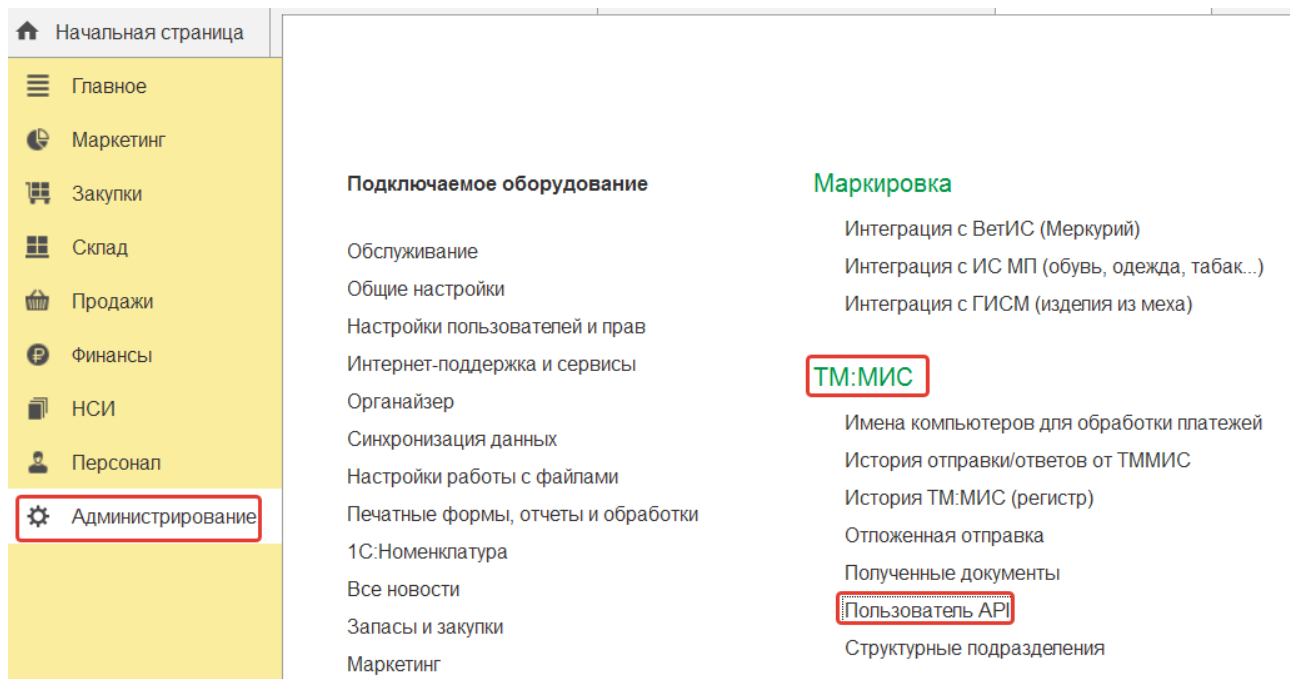 Начальная страница
Главное
Маркетинг
Закупки
Склад
Продажи
Финансы
НСИ
Персонал
Администрирование
Подключаемое оборудование
Обслуживание
Общие настройки
Настройки пользователей и прав
Интернет-поддержка и сервисы
Органайзер
Синхронизация данных
Настройки работы с файлами
Печатные формы, отчеты и обработки
1С:Номенклатура
Все новости
Запасы и закупки
Маркетинг
Маркировка
Интеграция с ВетИС (Меркурий)
Интеграция с ИС МП (обувь, одежда, табак...)
Интеграция с ГИСМ (изделия из меха)
ТМ:МИС
Имена компьютеров для обработки платежей
История отправки/ответов от ТММИС
История ТМ:МИС (регистр)
Отложенная отправка
Полученные документы
Пользователь API
Структурные подразделения